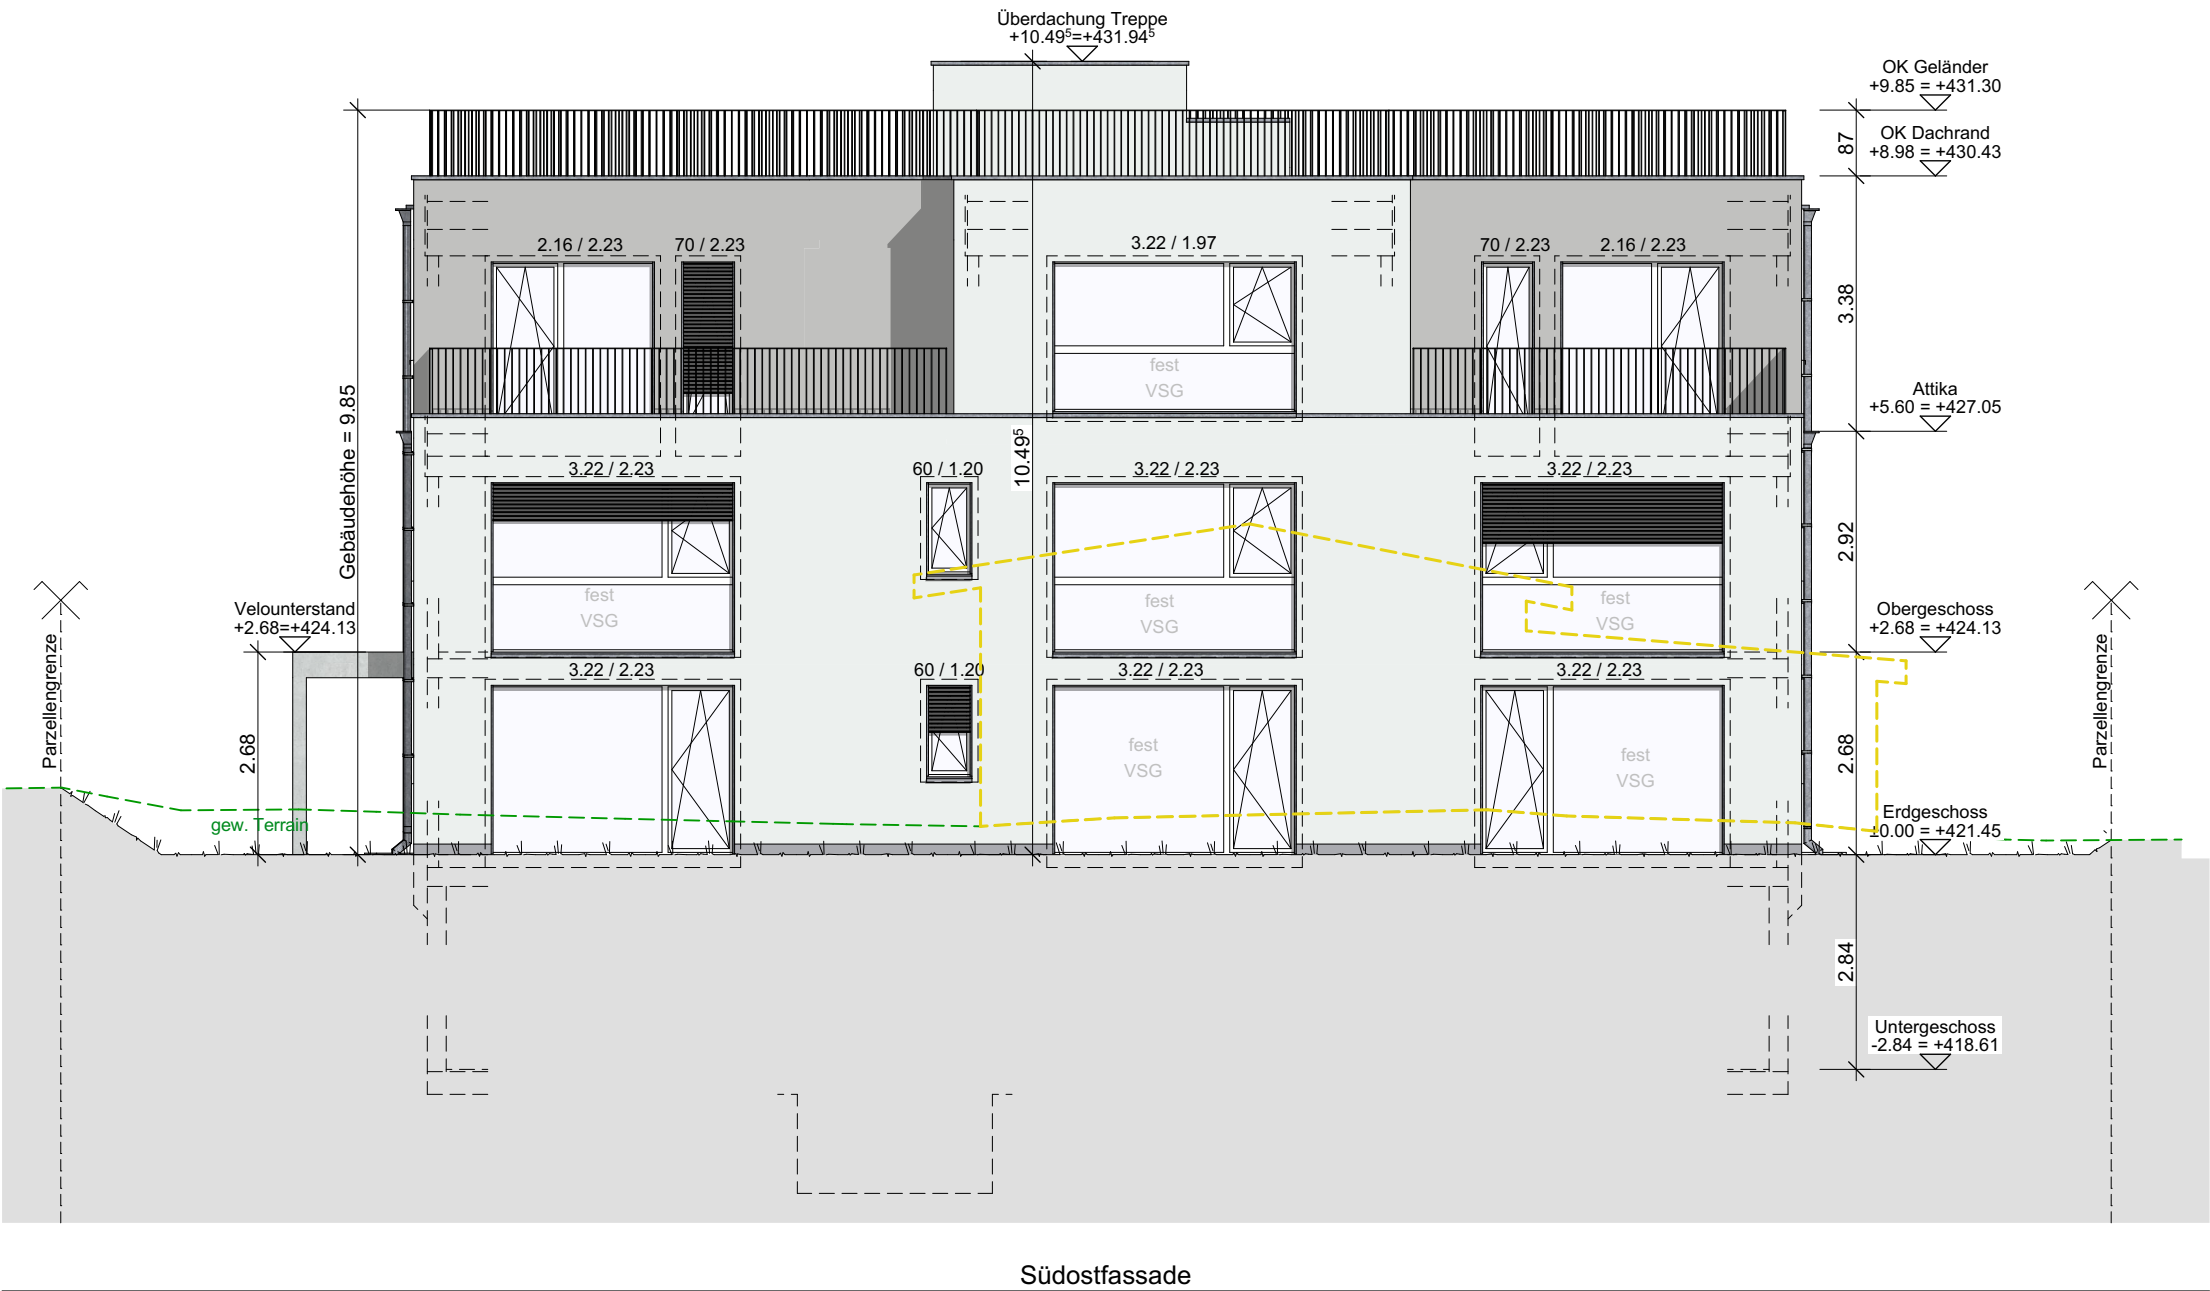 Überdachung Treppe
+10.49⁵=+431.94⁵
OK Geländer
+9.85 = +431.30
87
OK Dachrand
+8.98 = +430.43
2.16 / 2.23
70 / 2.23
3.22 / 1.97
70 / 2.23
2.16 / 2.23
3.38
fest
VSG
Gebäudehöhe = 9.85
Attika
+5.60 = +427.05
10.49⁵
3.22 / 2.23
60 / 1.20
3.22 / 2.23
3.22 / 2.23
2.92
fest
VSG
fest
VSG
fest
VSG
Velounterstand
+2.68=+424.13
Obergeschoss
+2.68 = +424.13
Parzellengrenze
Parzellengrenze
3.22 / 2.23
60 / 1.20
3.22 / 2.23
3.22 / 2.23
2.68
2.68
fest
VSG
fest
VSG
gew. Terrain
Erdgeschoss
±0.00 = +421.45
2.84
Untergeschoss
-2.84 = +418.61
Südostfassade